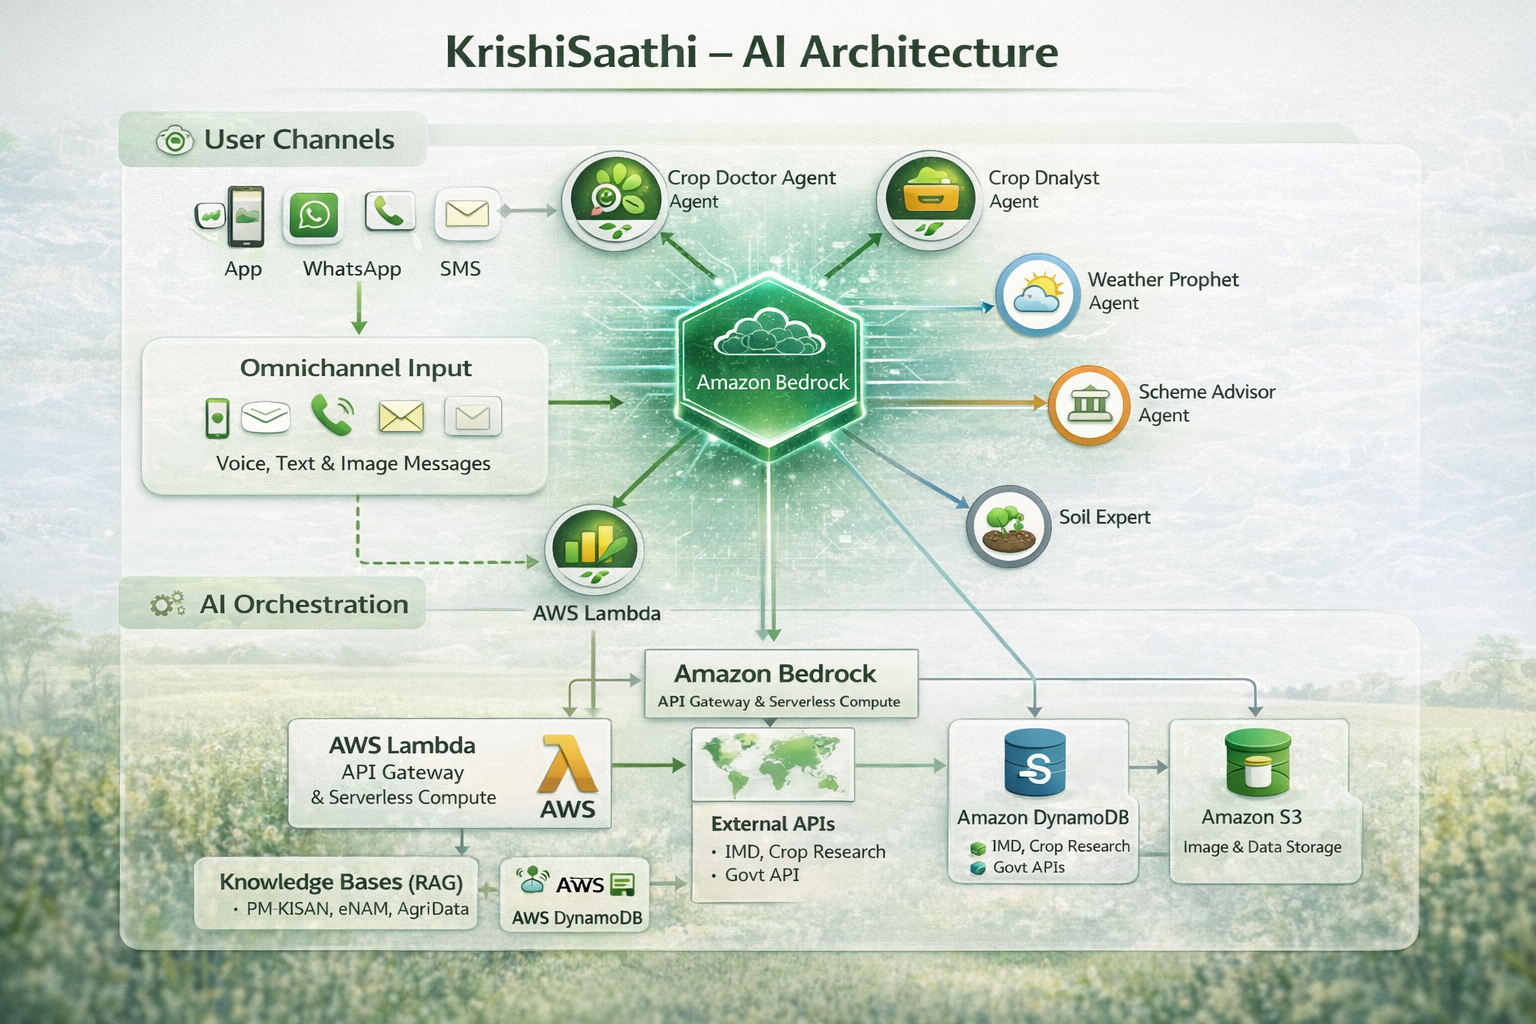 KrishiSaathi – AI Architecture
User Channels
App
WhatsApp
SMS
Crop Doctor Agent
Agent
Crop Dnalyst
Agent
Weather Prophet
Agent
Amazon Bedrock
Scheme Advisor
Agent
Omnichannel Input
Voice, Text & Image Messages
Soil Expert
AWS Lambda
AI Orchestration
Amazon Bedrock
API Gateway & Serverless Compute
AWS Lambda
API Gateway
& Serverless Compute
AWS
External APIs
• IMD, Crop Research
• Govt API
S
Amazon DynamoDB
IMD, Crop Research
Govt APIs
Amazon S3
Image & Data Storage
Knowledge Bases (RAG)
• PM-KISAN, eNAM, AgriData
AWS
AWS DynamoDB